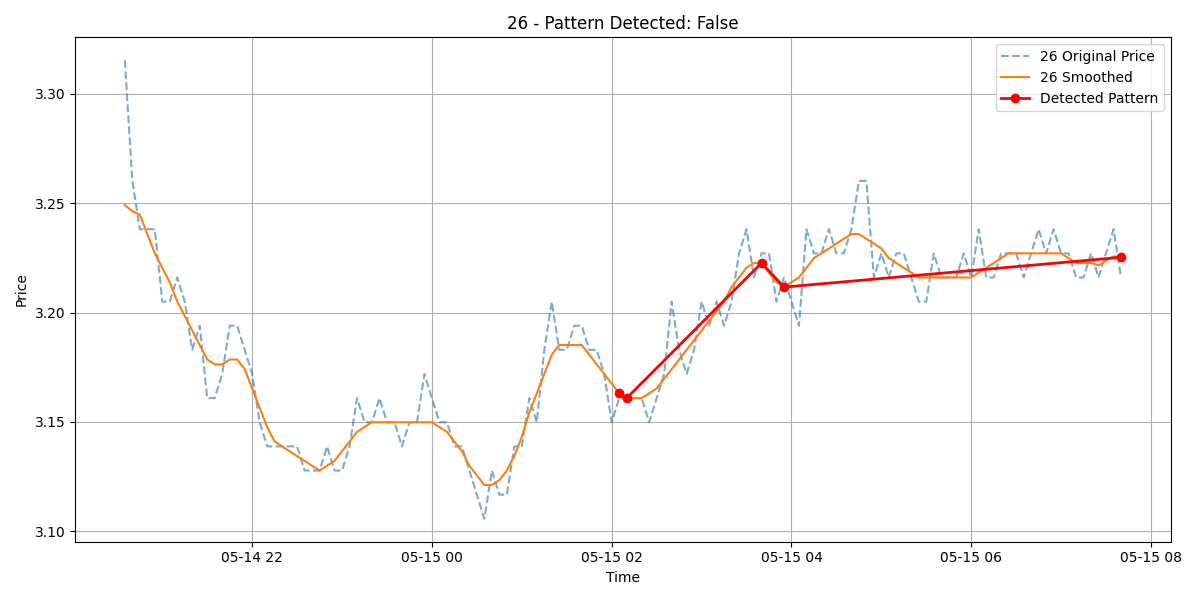 26 - Pattern Detected: False
26 Original Price
26 Smoothed
Detected Pattern
Price
3.30
3.25
3.20
3.15
3.10
05-14 22
05-15 00
05-15 02
05-15 04
05-15 06
05-15 08
Time